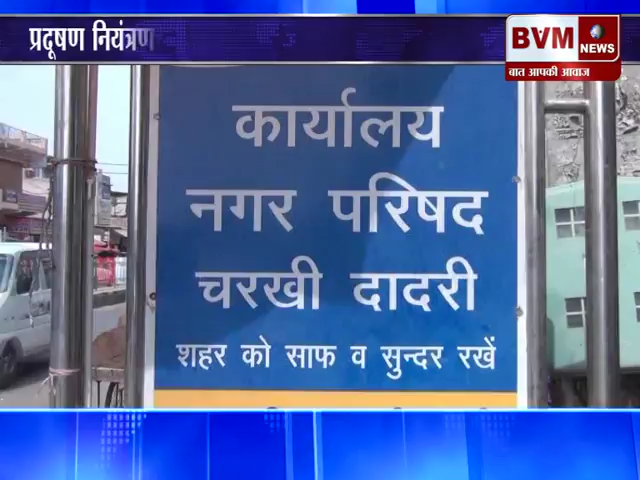 प्रदूषण नियंत्रण
BVM NEWS
बात आपकी आवाज
कार्यालय
नगर परिषद
चरखी दादरी
शहर को साफ व सुन्दर रखें